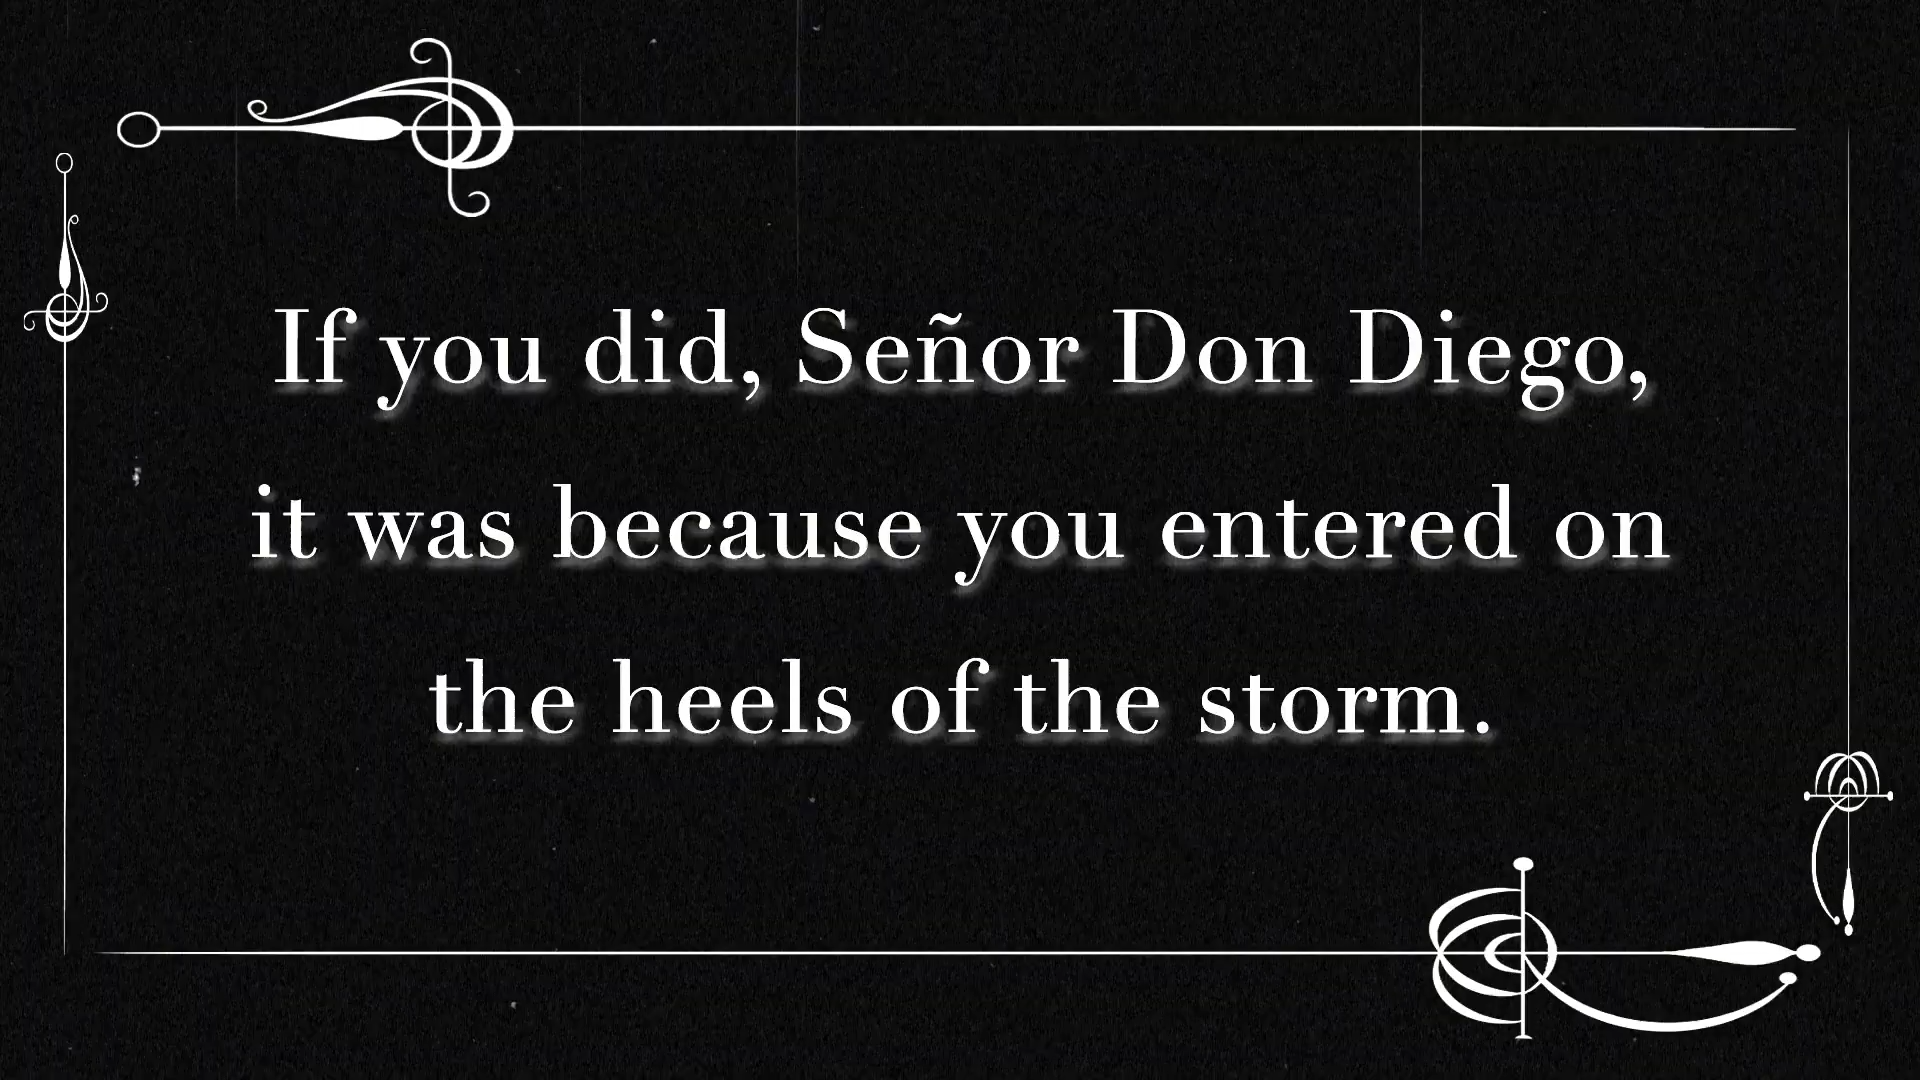 If you did, Señor Don Diego,
it was because you entered on
the heels of the storm.